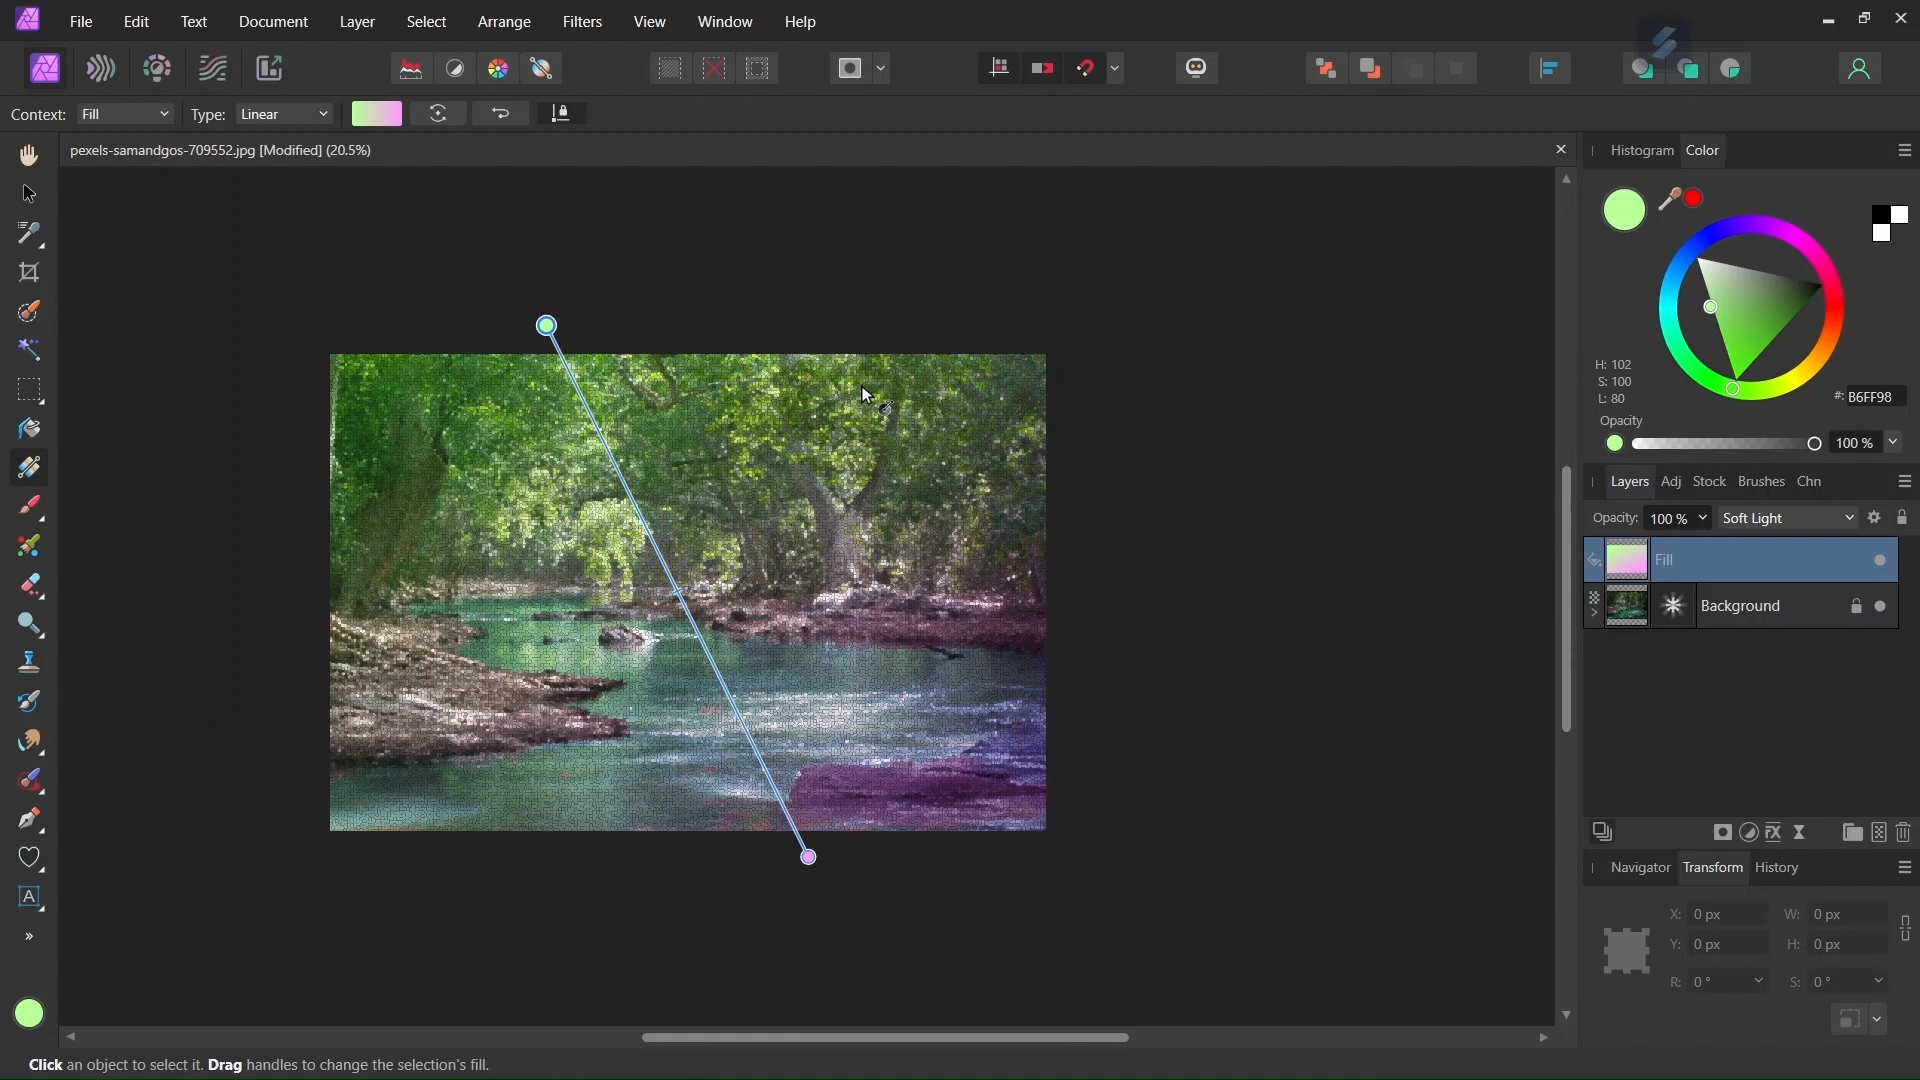 File Edit Text Document Layer Select Arrange Filters View Window Help
Context: Fill Type: Linear
pexels-samandgos-709552.jpg [Modified] (20.5%)
Histogram Color
H: 102
S: 100
L: 80
#: B6FF98
Opacity
100 %
Layers Adj Stock Brushes Chn
Opacity: 100 % Soft Light
Fill
Background
Navigator Transform History
X: 0 px W: 0 px
Y: 0 px H: 0 px
R: 0 ° S: 0 °
Click an object to select it. Drag handles to change the selection's fill.